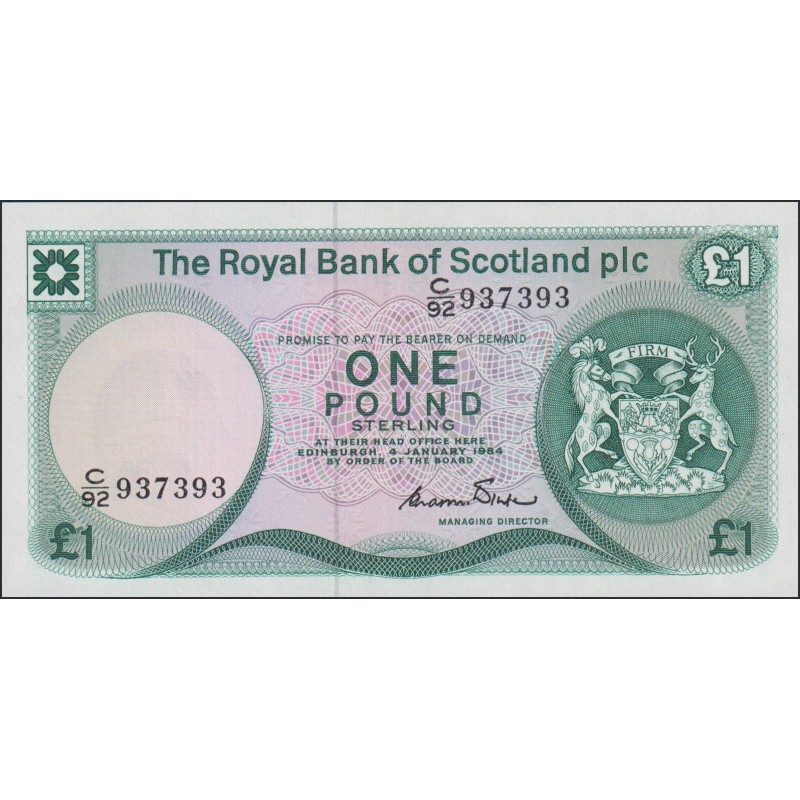 The Royal Bank of Scotland plc
£1
C/92 937393
PROMISE TO PAY THE BEARER ON DEMAND
ONE
POUND
STERLING
AT THEIR HEAD OFFICE HERE
EDINBURGH, 4 JANUARY 1984
BY ORDER OF THE BOARD
FIRM
C/92 937393
MANAGING DIRECTOR
£1
£1